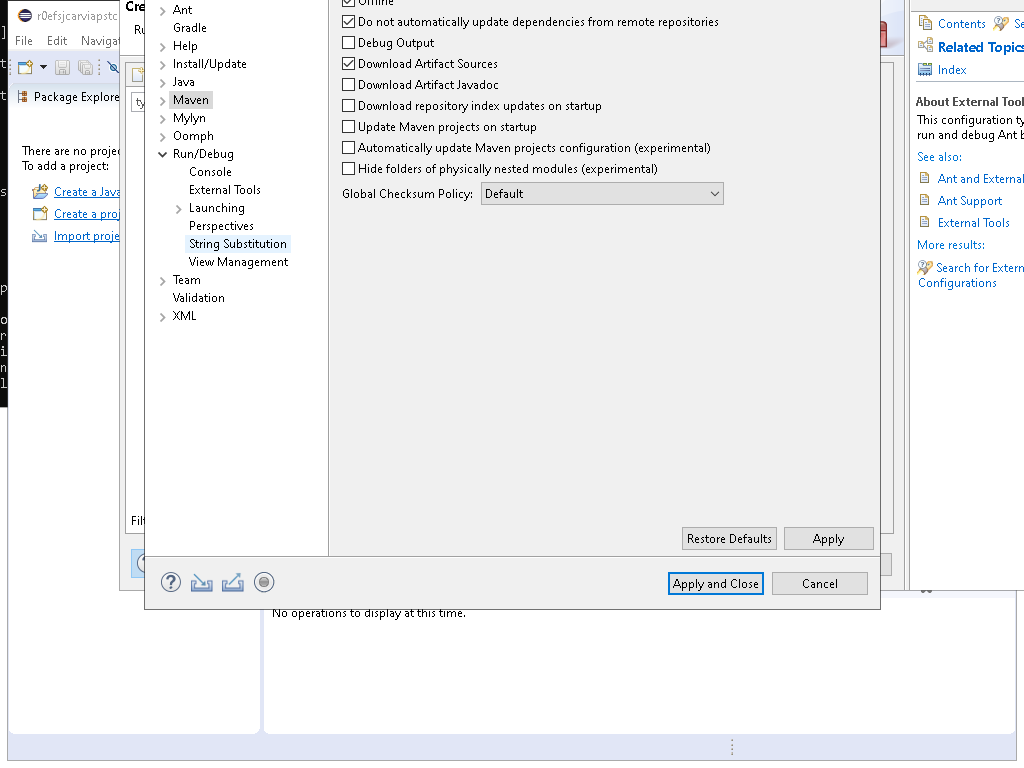 r0efsjcarviapstc
File Edit Navigat
Package Explore
There are no projec
To add a project:
Create a Java
Create a proj
Import proje
Cre
Ru
ty
Filt
Ant
Gradle
Help
Install/Update
Java
Maven
Mylyn
Oomph
Run/Debug
Console
External Tools
Launching
Perspectives
String Substitution
View Management
Team
Validation
XML
Offline
Do not automatically update dependencies from remote repositories
Debug Output
Download Artifact Sources
Download Artifact Javadoc
Download repository index updates on startup
Update Maven projects on startup
Automatically update Maven projects configuration (experimental)
Hide folders of physically nested modules (experimental)
Global Checksum Policy: Default
Restore Defaults Apply
Apply and Close Cancel
No operations to display at this time.
Contents Se
Related Topics
Index
About External Tool
This configuration ty
run and debug Ant b
See also:
Ant and External
Ant Support
External Tools
More results:
Search for Extern
Configurations